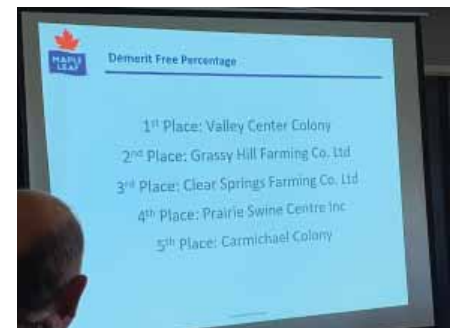 MAPLE
LEAF
Demerit Free Percentage
1st Place: Valley Center Colony
2nd Place: Grassy Hill Farming Co. Ltd
3rd Place: Clear Springs Farming Co. Ltd
4th Place: Prairie Swine Centre Inc
5th Place: Carmichael Colony